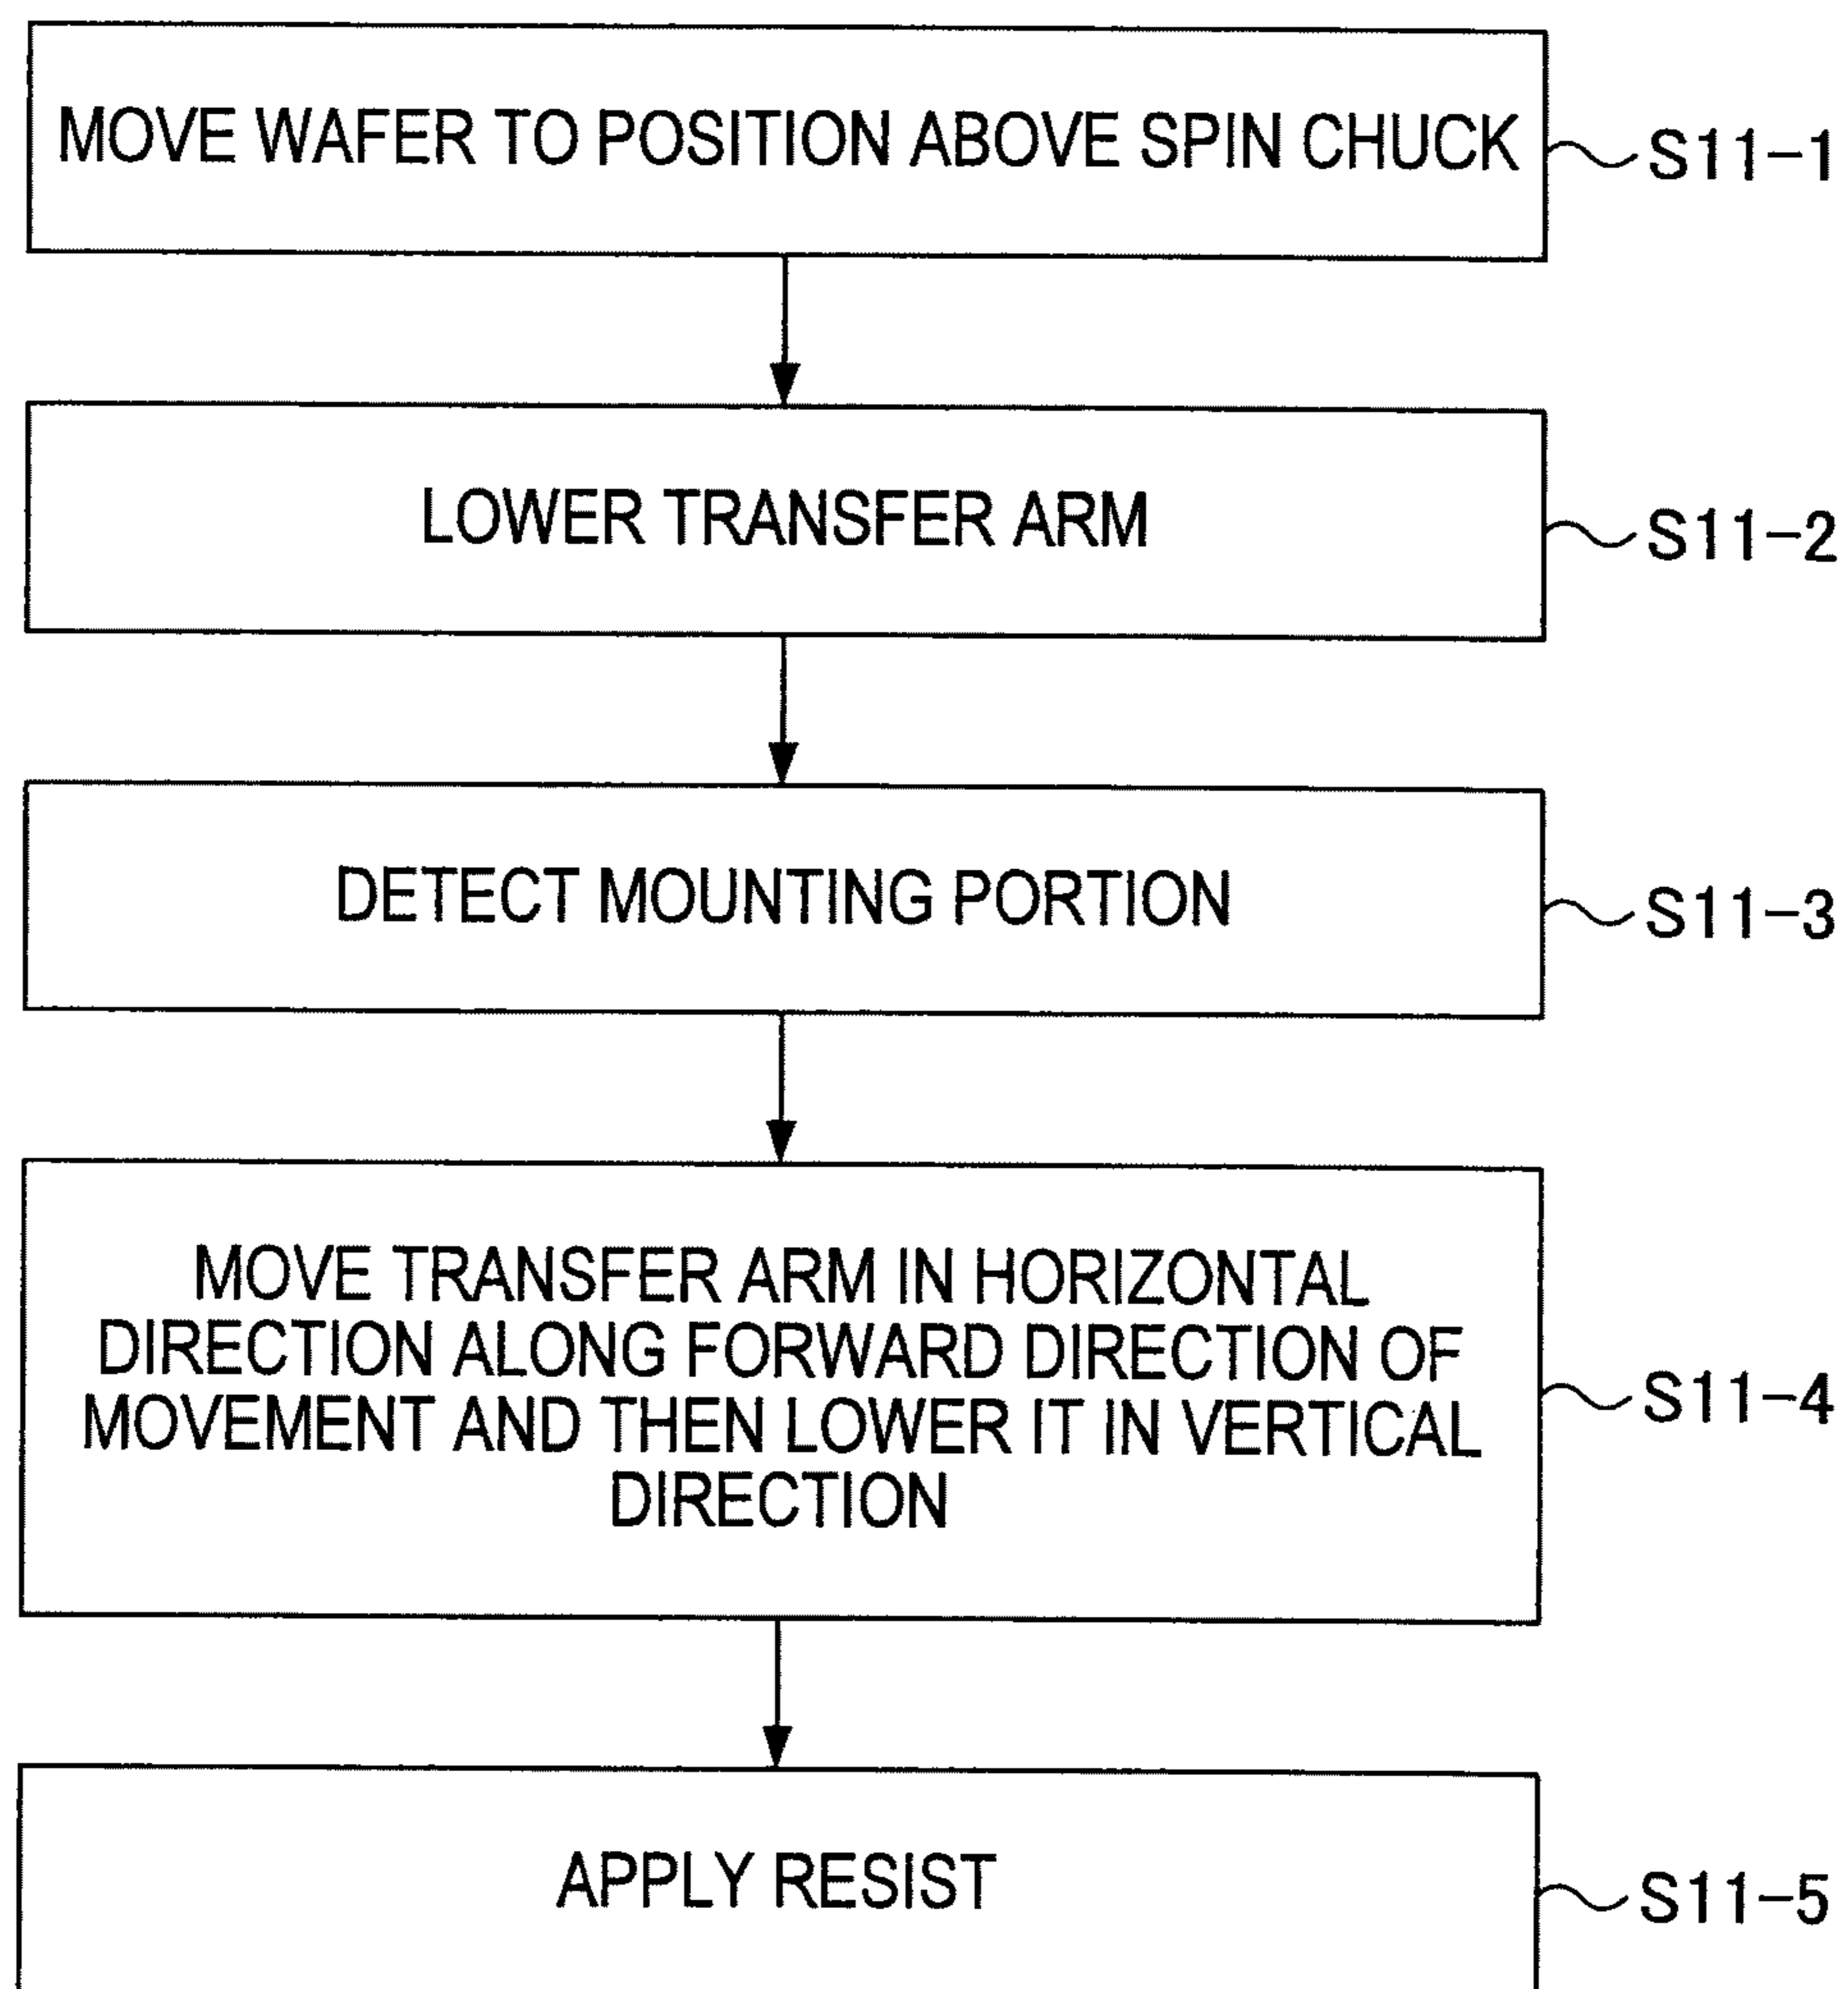 MOVE WAFER TO POSITION ABOVE SPIN CHUCK
S11-1
LOWER TRANSFER ARM
S11-2
DETECT MOUNTING PORTION
S11-3
MOVE TRANSFER ARM IN HORIZONTAL
DIRECTION ALONG FORWARD DIRECTION OF
MOVEMENT AND THEN LOWER IT IN VERTICAL
DIRECTION
S11-4
APPLY RESIST
S11-5